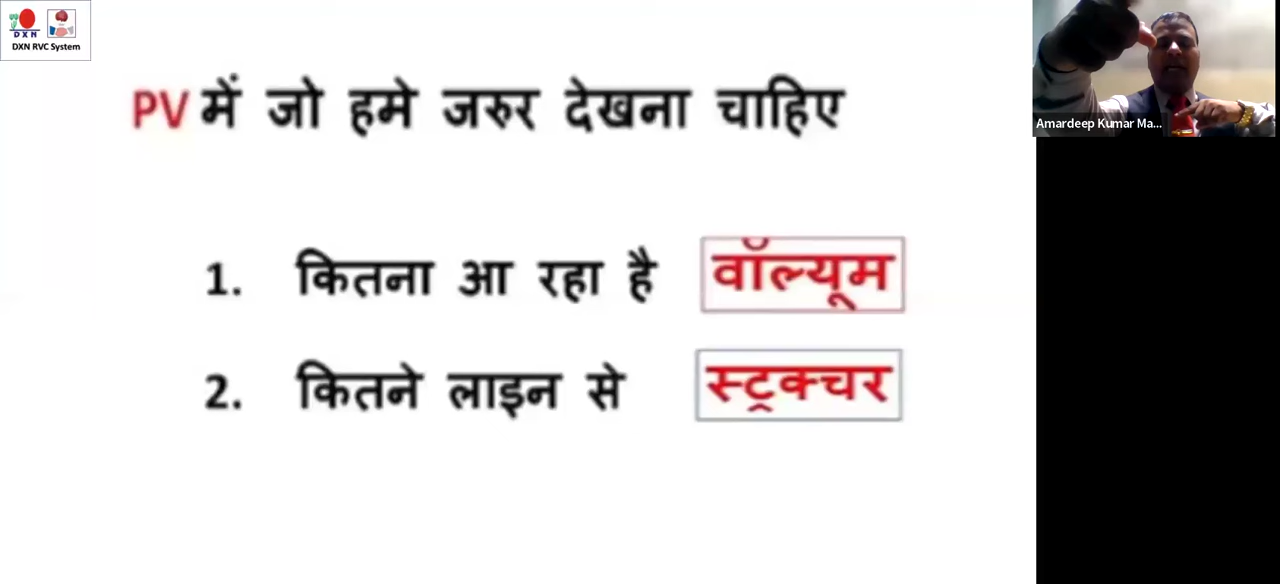 DXN
DXN RVC System
PV में जो हमे जरुर देखना चाहिए
1. कितना आ रहा है वॉल्यूम
2. कितने लाइन से स्ट्रक्चर
Amardeep Kumar Ma...